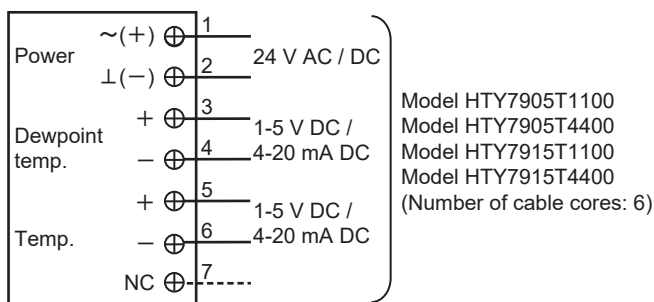 ~(+) 1
Power
24 V AC / DC
⊥(−) 2
+ 3
Dewpoint
temp.
1-5 V DC /
4-20 mA DC
− 4
+ 5
1-5 V DC /
4-20 mA DC
Temp.
− 6
NC 7
Model HTY7905T1100
Model HTY7905T4400
Model HTY7915T1100
Model HTY7915T4400
(Number of cable cores: 6)